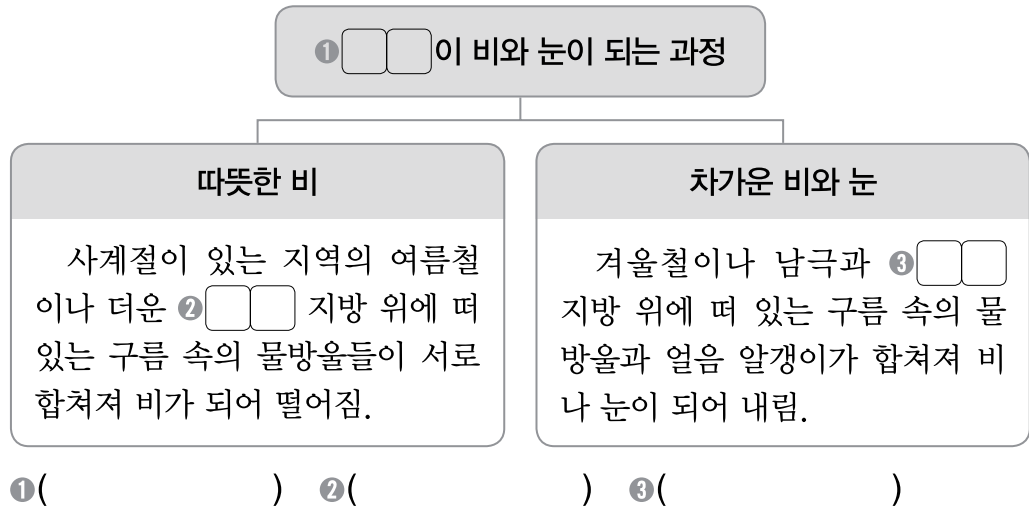 ❶□□이 비와 눈이 되는 과정
따뜻한 비
사계절이 있는 지역의 여름철
이나 더운 ❷□□ 지방 위에 떠
있는 구름 속의 물방울들이 서로
합쳐져 비가 되어 떨어짐.
차가운 비와 눈
겨울철이나 남극과 ❸□□
지방 위에 떠 있는 구름 속의 물
방울과 얼음 알갱이가 합쳐져 비
나 눈이 되어 내림.
❶( ) ❷( ) ❸( )